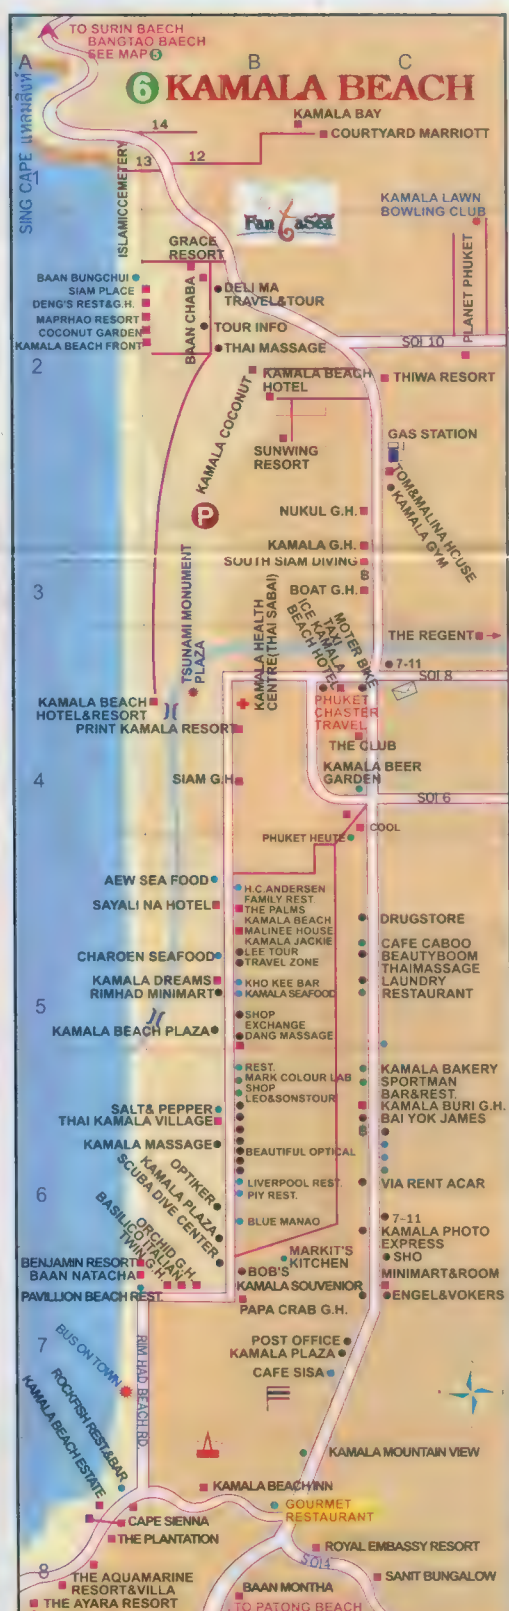 TO SURIN BAECH
BANGTAO BAECH
SEE MAP 5
A
B
C
6 KAMALA BEACH
SING CAPE แหลมสิงห์
KAMALA BAY
COURTYARD MARRIOTT
14
13
12
1
ISLAMICCEMETERY
FantaSea
KAMALA LAWN
BOWLING CLUB
PLANET PHUKET
GRACE
RESORT
BAAN BUNGCHUI
SIAM PLACE
DENG'S REST&G.H.
MAPRHAO RESORT
COCONUT GARDEN
KAMALA BEACH FRONT
BAAN CHABA
DELI MA
TRAVEL&TOUR
TOUR INFO
THAI MASSAGE
SOI 10
2
KAMALA COCONUT
KAMALA BEACH
HOTEL
THIWA RESORT
SUNWING
RESORT
GAS STATION
TOM&MALINA HCUSE
KAMALA GYM
P
NUKUL G.H.
KAMALA G.H.
SOUTH SIAM DIVING
B
BOAT G.H.
3
TSUNAMI MONUMENT
PLAZA
KAMALA HEALTH
CENTRE(THAI SABAI)
MOTER BIKE
TAXI
ICE KAMALA
BEACH HOTEL
THE REGENT
7-11
SOI 8
KAMALA BEACH
HOTEL&RESORT
PRINT KAMALA RESORT
PHUKET
CHASTER
TRAVEL
THE CLUB
4
SIAM G.H
KAMALA BEER
GARDEN
SOI 6
COOL
PHUKET HEUTE
AEW SEA FOOD
SAYALI NA HOTEL
H.C.ANDERSEN
FAMILY REST.
THE PALMS
KAMALA BEACH
MALINEE HOUSE
KAMALA JACKIE
LEE TOUR
TRAVEL ZONE
DRUGSTORE
CHAROEN SEAFOOD
CAFE CABOO
BEAUTYBOOM
THAIMASSAGE
LAUNDRY
RESTAURANT
KAMALA DREAMS
RIMHAD MINIMART
KHO KEE BAR
KAMALA SEAFOOD
5
KAMALA BEACH PLAZA
SHOP
EXCHANGE
DANG MASSAGE
REST.
MARK COLOUR LAB
SHOP
LEO&SONSTOUR
KAMALA BAKERY
SPORTMAN
BAR&REST.
KAMALA BURI G.H.
BAI YOK JAMES
SALT& PEPPER
THAI KAMALA VILLAGE
KAMALA MASSAGE
BEAUTIFUL OPTICAL
8
6
OPTIKER
KAMALA PLAZA
SCUBA DIVE CENTER
LIVERPOOL REST.
PIY REST.
VIA RENT ACAR
BLUE MANAO
7-11
KAMALA PHOTO
EXPRESS
SHO
ORCHID G.H.
BASILICO ITALIAN
TWIN G.H.
MARKIT'S
KITCHEN
BENJAMIN RESORT
BAAN NATACHA
PAVILLION BEACH REST.
BOB'S
KAMALA SOUVENIOR
PAPA CRAB G.H.
MINIMART&ROOM
ENGEL&VOKERS
7
POST OFFICE
KAMALA PLAZA
CAFE SISA
BUS ON TOWN
RIM HAD BEACH RD.
ROCKFISH REST&BAR
KAMALA BEACH ESTATE
KAMALA MOUNTAIN VIEW
KAMALA BEACH INN
GOURMET
RESTAURANT
CAPE SIENNA
THE PLANTATION
ROYAL EMBASSY RESORT
SOI 4
8
THE AQUAMARINE
RESORT&VILLA
THE AYARA RESORT
SANIT BUNGALOW
BAAN MONTHA
TO PATONG BEACH